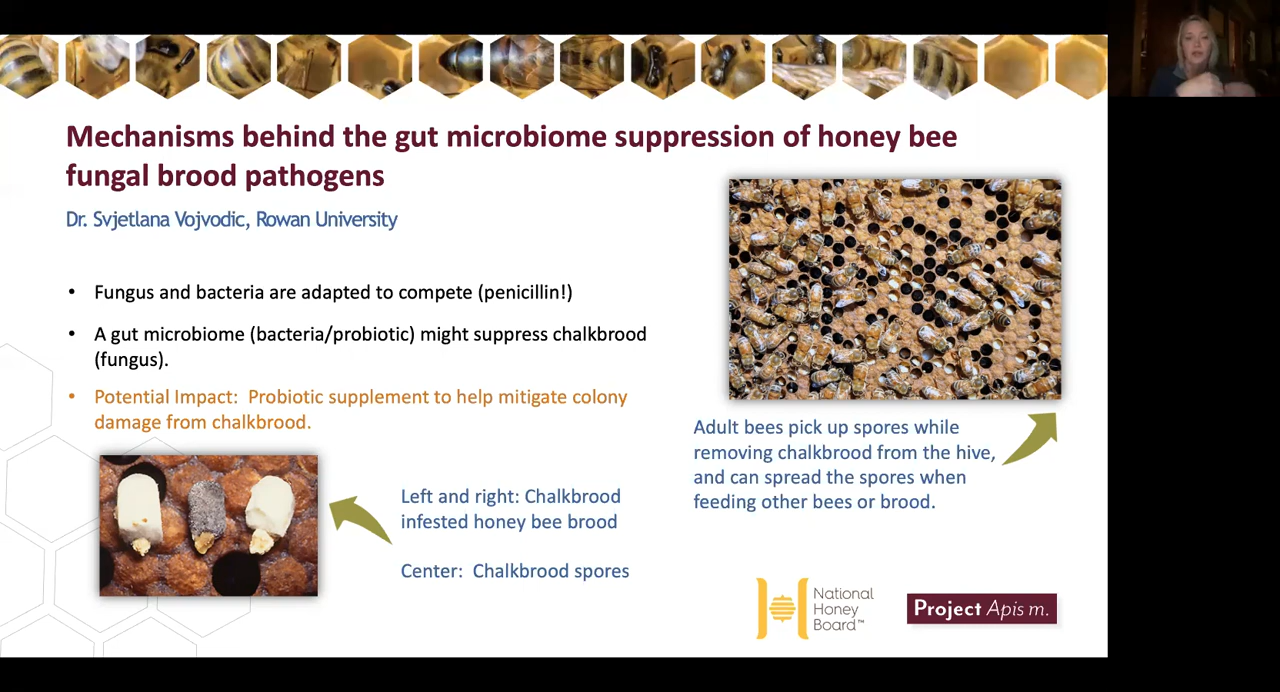 Mechanisms behind the gut microbiome suppression of honey bee
fungal brood pathogens
Dr. Svjetlana Vojvodic, Rowan University
• Fungus and bacteria are adapted to compete (penicillin!)
• A gut microbiome (bacteria/probiotic) might suppress chalkbrood
(fungus).
• Potential Impact: Probiotic supplement to help mitigate colony
damage from chalkbrood.
Left and right: Chalkbrood
infested honey bee brood
Center: Chalkbrood spores
Adult bees pick up spores while
removing chalkbrood from the hive,
and can spread the spores when
feeding other bees or brood.
National
Honey
Board™
Project Apis m.